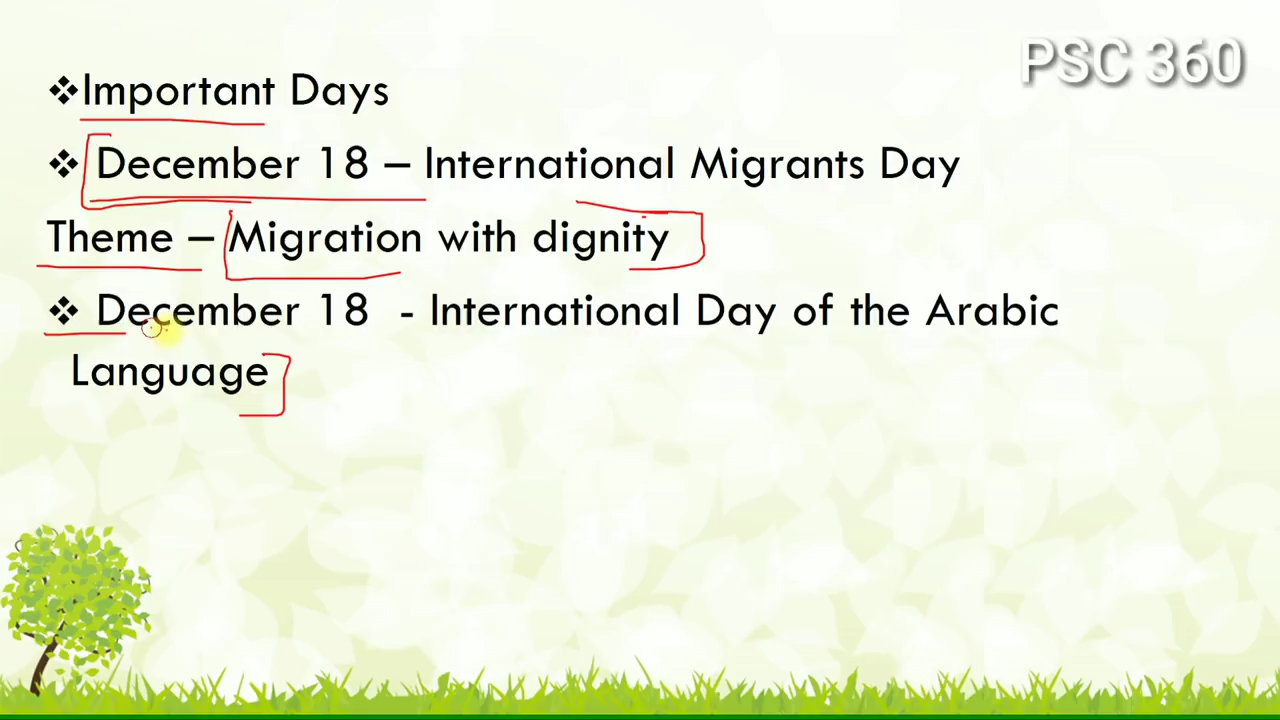 PSC 360
❖Important Days
❖ December 18 – International Migrants Day
Theme – Migration with dignity
❖ December 18 - International Day of the Arabic
Language